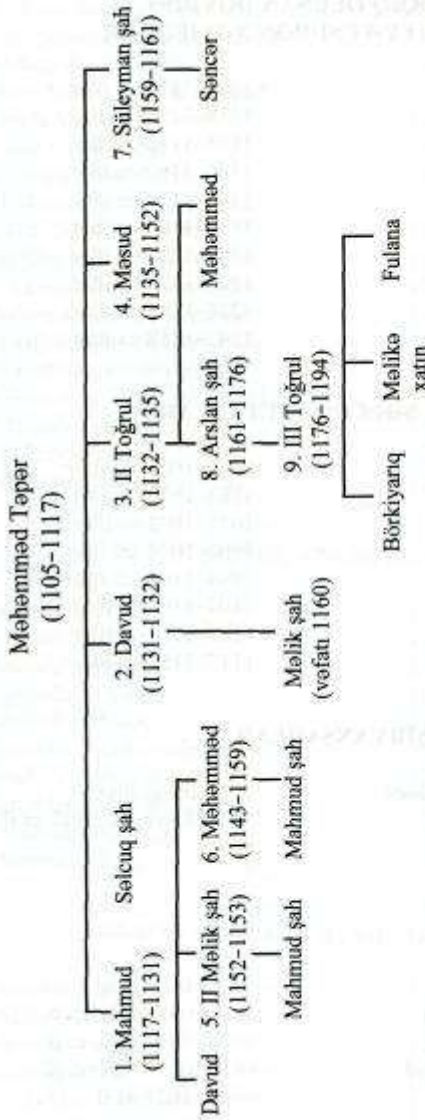 Məhəmməd Təpər
(1105–1117)
1. Mahmud
(1117–1131)
Səlcuq şah
2. Davud
(1131–1132)
3. II Toğrul
(1132–1135)
4. Məsud
(1135–1152)
7. Süleyman şah
(1159–1161)
Davud
5. II Məlik şah
(1152–1153)
6. Məhəmməd
(1143–1159)
Məlik şah
(vəfatı 1160)
8. Arslan şah
(1161–1176)
Məhəmməd
Səncər
Mahmud şah
Mahmud şah
9. III Toğrul
(1176–1194)
Börkiyarıq
Məlikə
xatın
Fulana